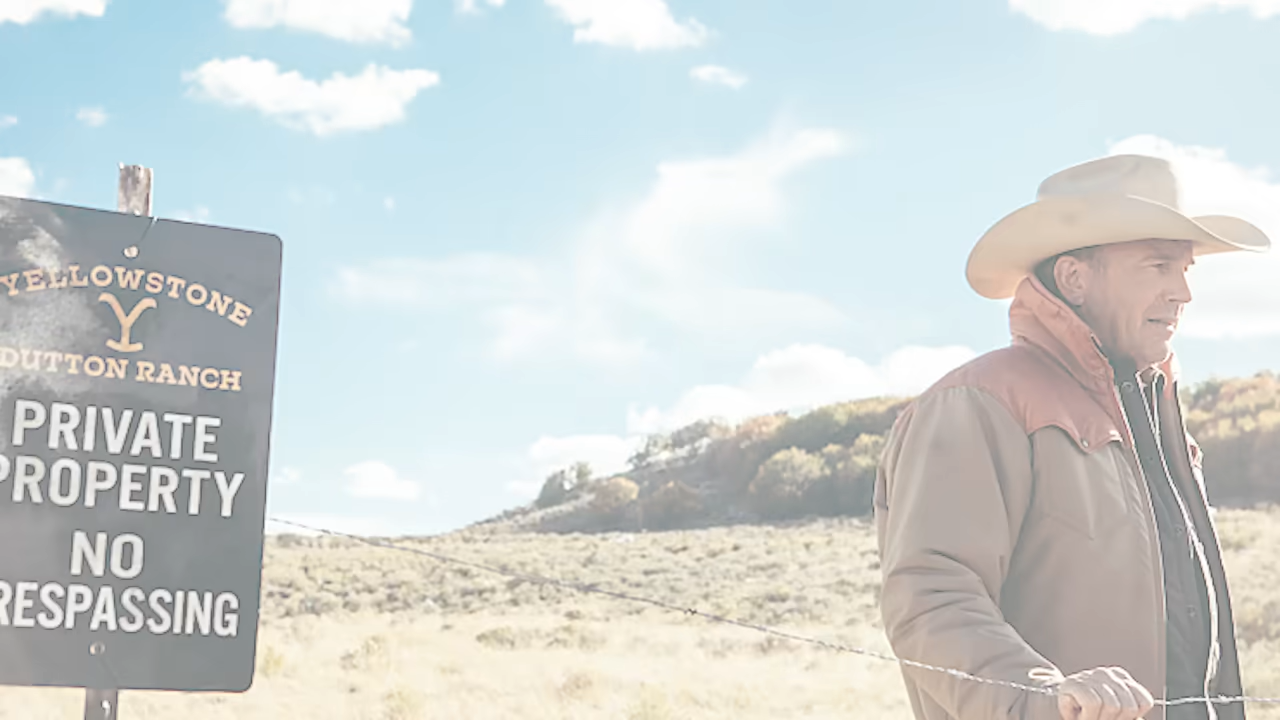 YELLOWSTONE
Y
DUTTON RANCH
PRIVATE
PROPERTY
NO
RESPASSING